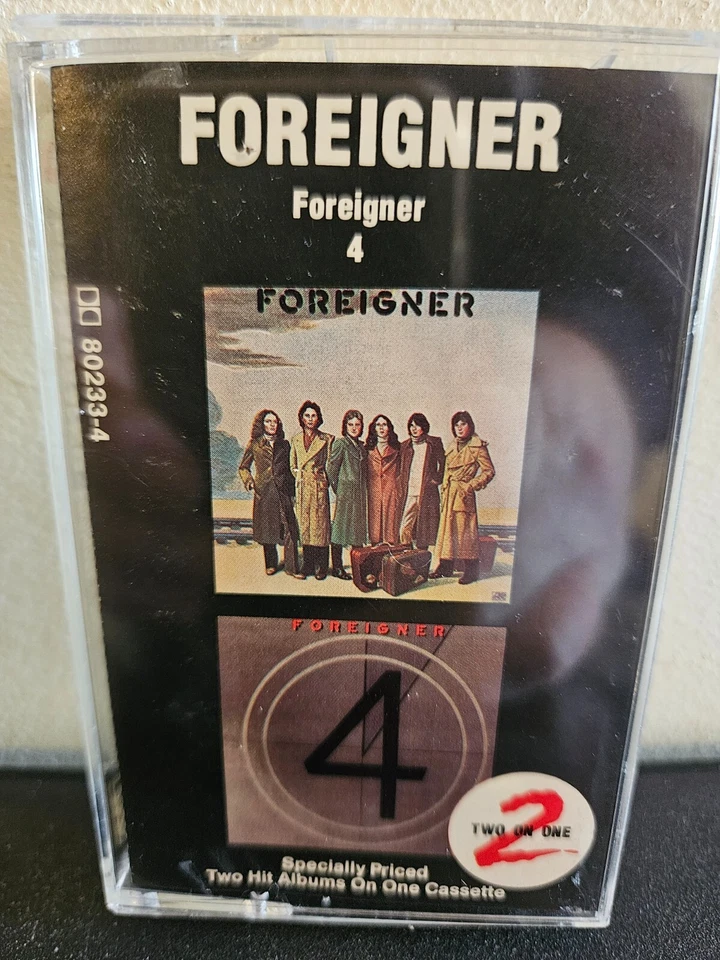 FOREIGNER
Foreigner
4
80233-4
FOREIGNER
FOREIGNER
4
2
TWO ON ONE
Specially Priced
Two Hit Albums On One Cassette